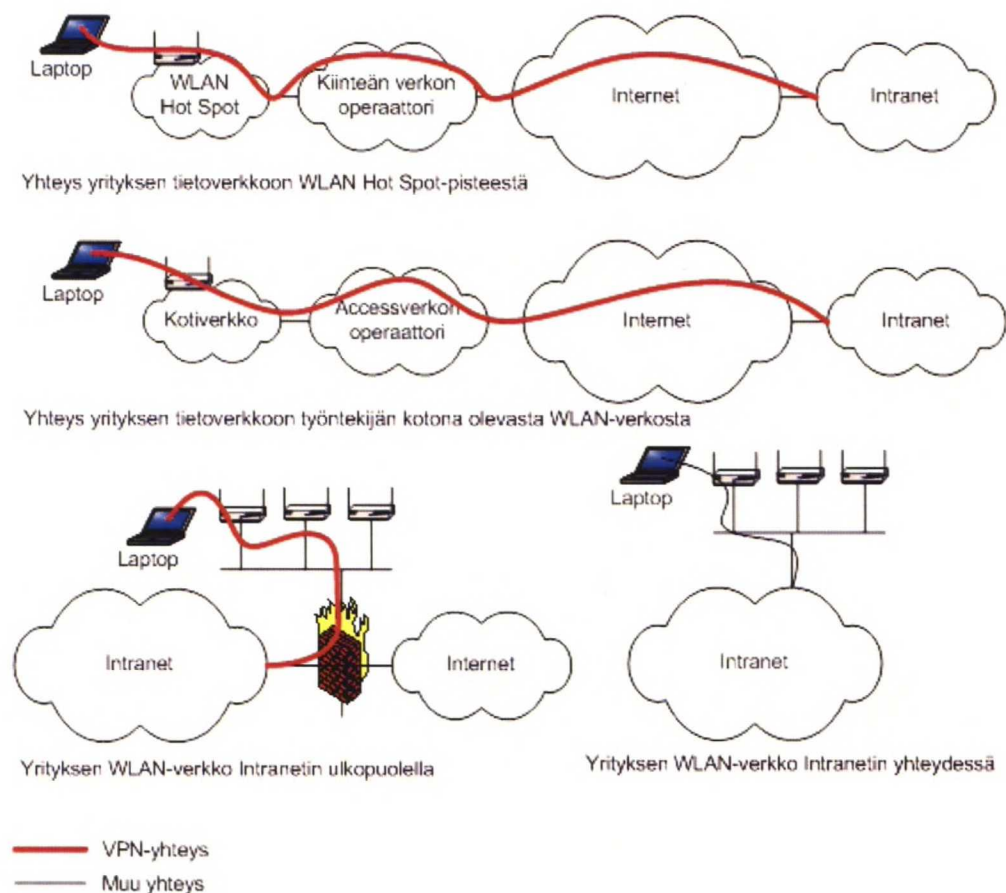 Laptop
WLAN
Hot Spot
Kiinteän verkon
operaattori
Internet
Intranet
Yhteys yrityksen tietoverkkoon WLAN Hot Spot-pisteestä
Laptop
Kotiverkko
Accessverkon
operaattori
Internet
Intranet
Yhteys yrityksen tietoverkkoon työntekijän kotona olevasta WLAN-verkosta
Laptop
Intranet
Internet
Yrityksen WLAN-verkko Intranetin ulkopuolella
Laptop
Intranet
Yrityksen WLAN-verkko Intranetin yhteydessä
VPN-yhteys
Muu yhteys